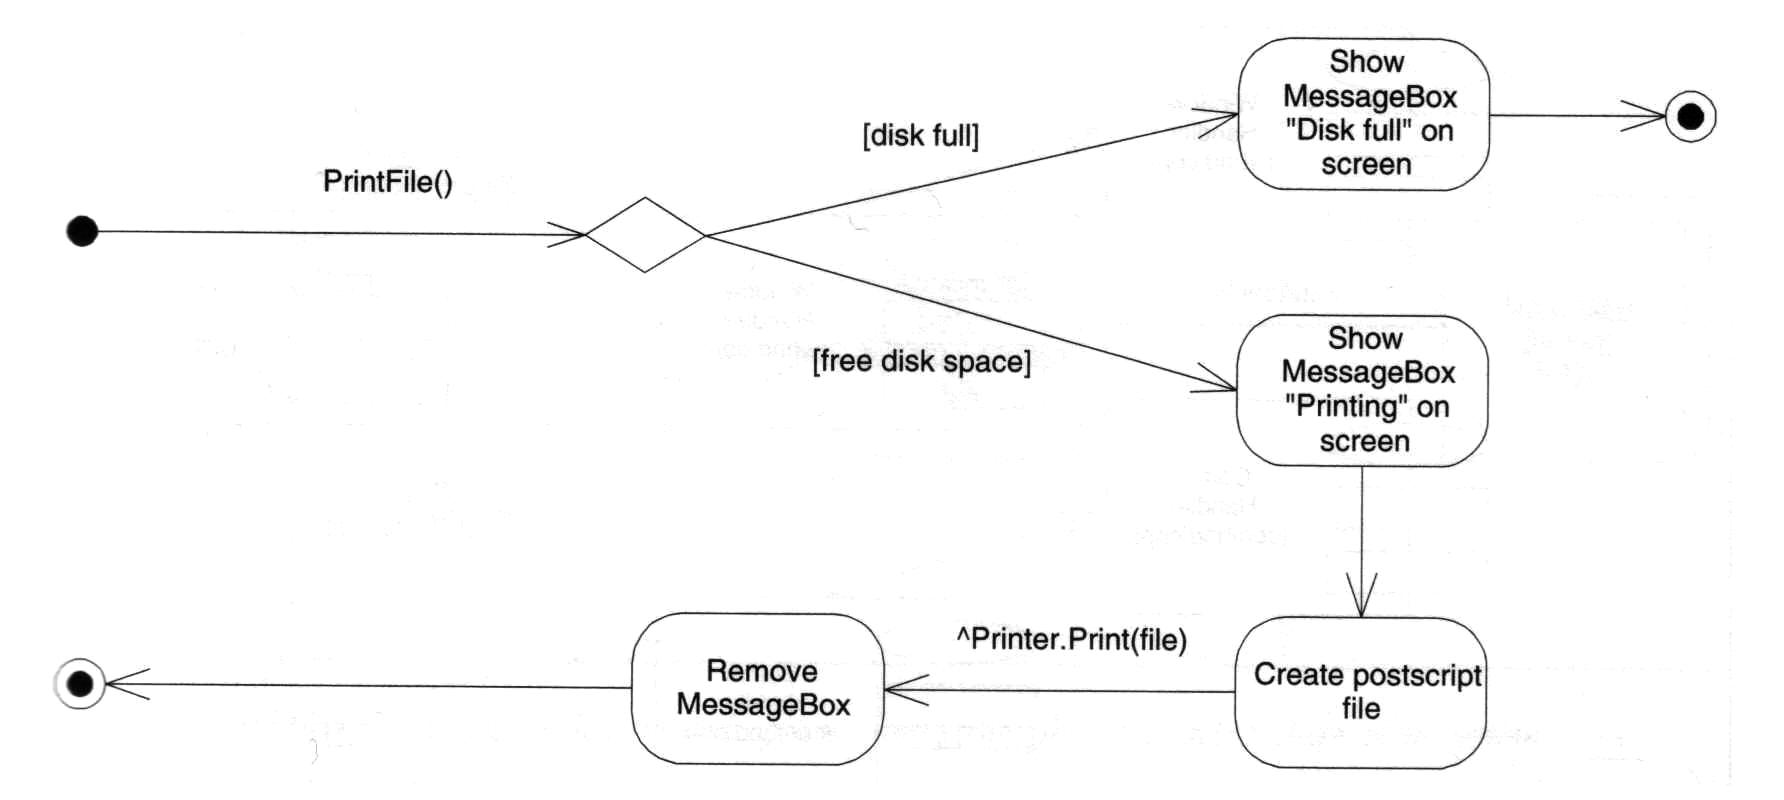 Show
MessageBox
"Disk full" on
screen
[disk full]
PrintFile()
[free disk space]
Show
MessageBox
"Printing" on
screen
^Printer.Print(file)
Create postscript
file
Remove
MessageBox